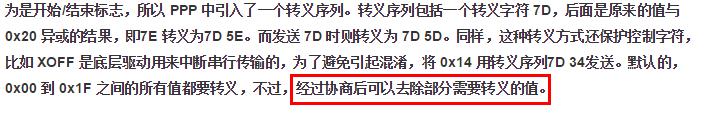 为是开始/结束标志，所以 PPP 中引入了一个转义序列。转义序列包括一个转义字符 7D，后面是原来的值与
0x20 异或的结果，即7E 转义为7D 5E。而发送 7D 时则转义为 7D 5D。同样，这种转义方式还保护控制字符，
比如 XOFF 是底层驱动用来中断串行传输的，为了避免引起混淆，将 0x14 用转义序列7D 34发送。默认的，
0x00 到 0x1F 之间的所有值都要转义，不过，经过协商后可以去除部分需要转义的值。